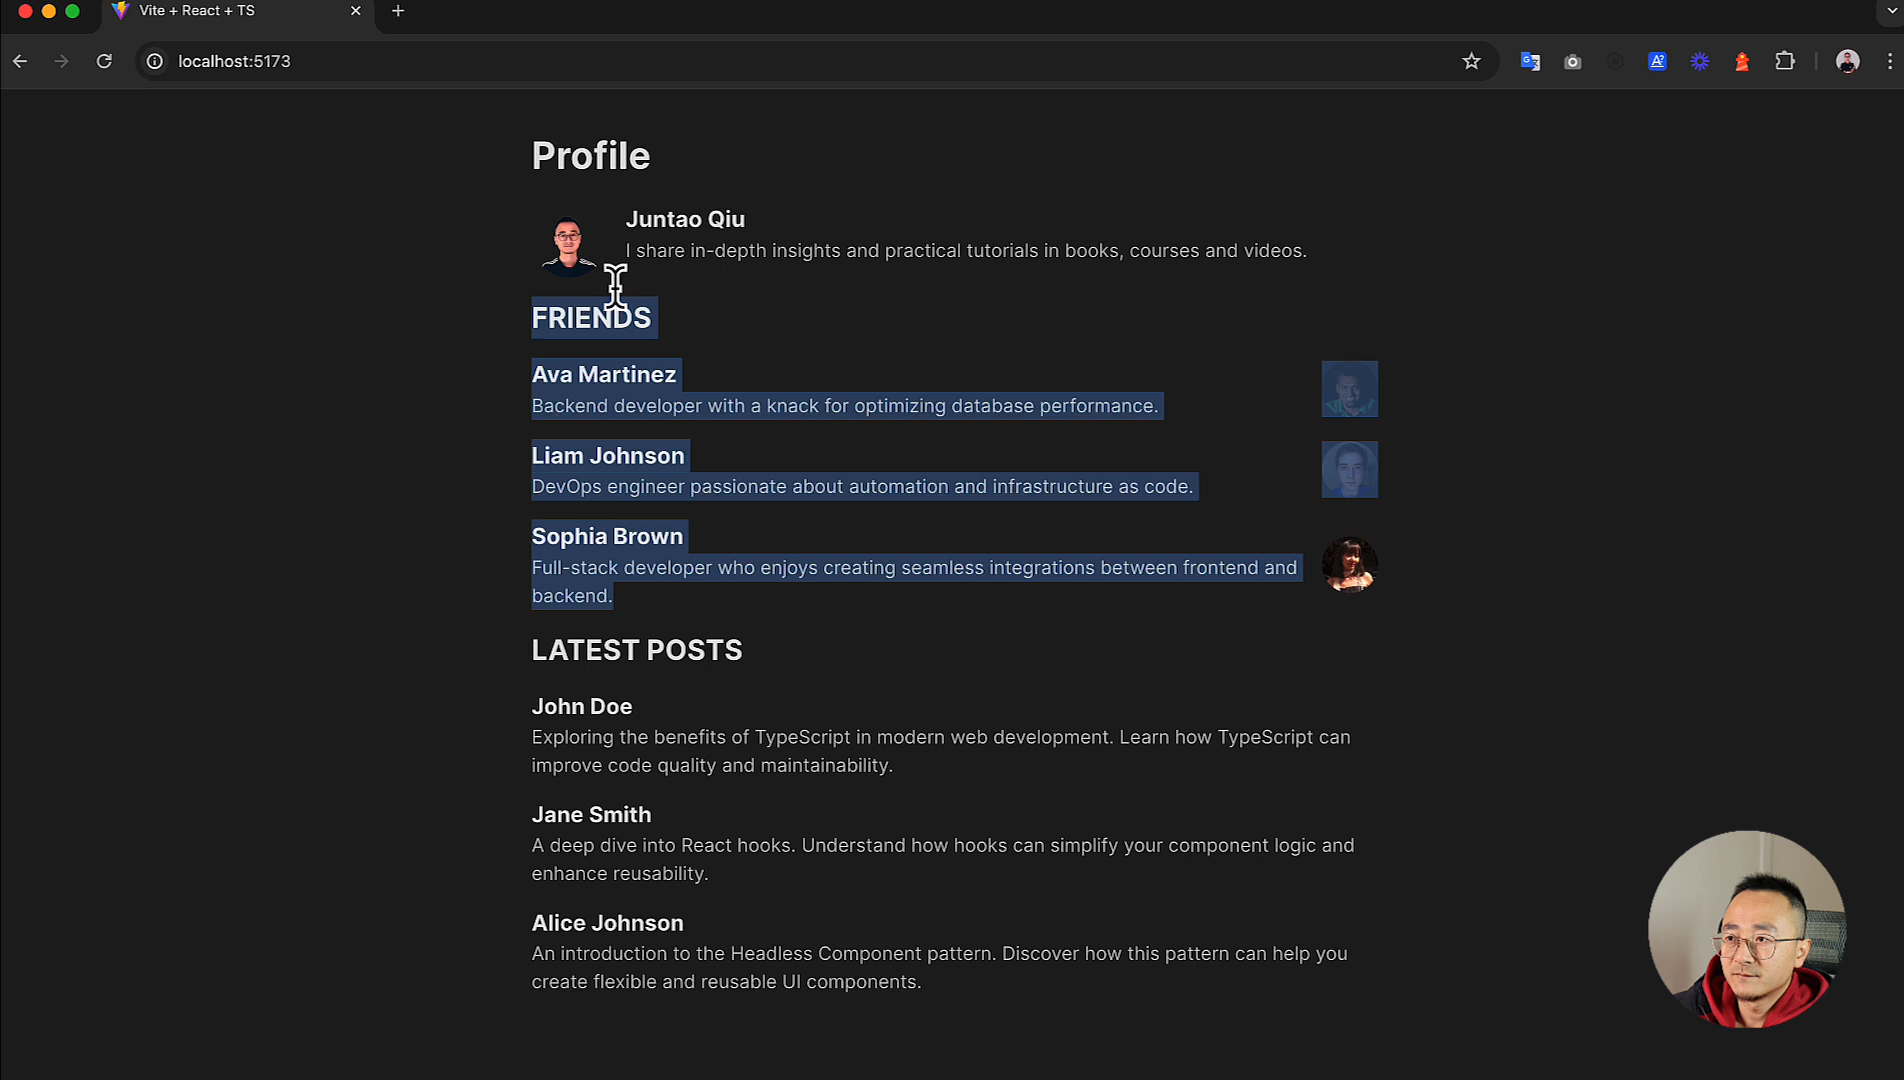 Vite + React + TS
localhost:5173
Profile
Juntao Qiu
I share in-depth insights and practical tutorials in books, courses and videos.
FRIENDS
Ava Martinez
Backend developer with a knack for optimizing database performance.
Liam Johnson
DevOps engineer passionate about automation and infrastructure as code.
Sophia Brown
Full-stack developer who enjoys creating seamless integrations between frontend and
backend.
LATEST POSTS
John Doe
Exploring the benefits of TypeScript in modern web development. Learn how TypeScript can
improve code quality and maintainability.
Jane Smith
A deep dive into React hooks. Understand how hooks can simplify your component logic and
enhance reusability.
Alice Johnson
An introduction to the Headless Component pattern. Discover how this pattern can help you
create flexible and reusable UI components.